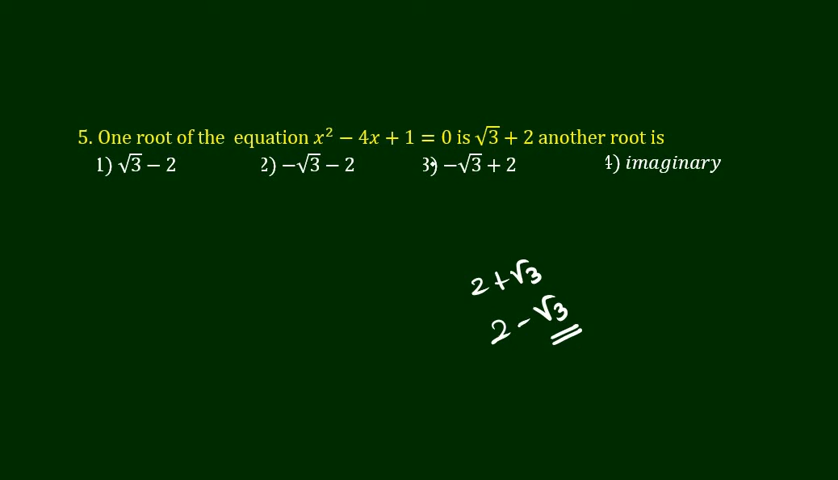 5. One root of the equation x² − 4x + 1 = 0 is √3 + 2 another root is
1) √3 − 2 2) −√3 − 2 3) −√3 + 2 4) imaginary
2+√3
2-√3